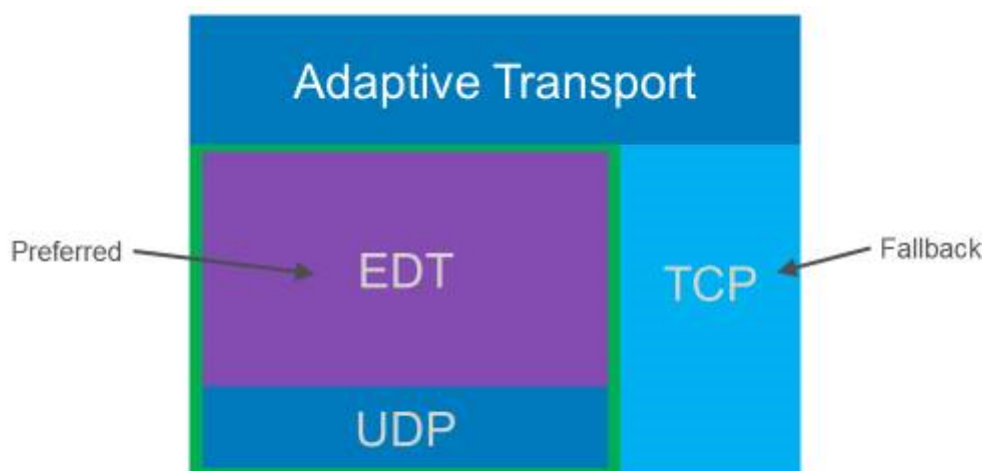 Adaptive Transport
Preferred
EDT
TCP
Fallback
UDP